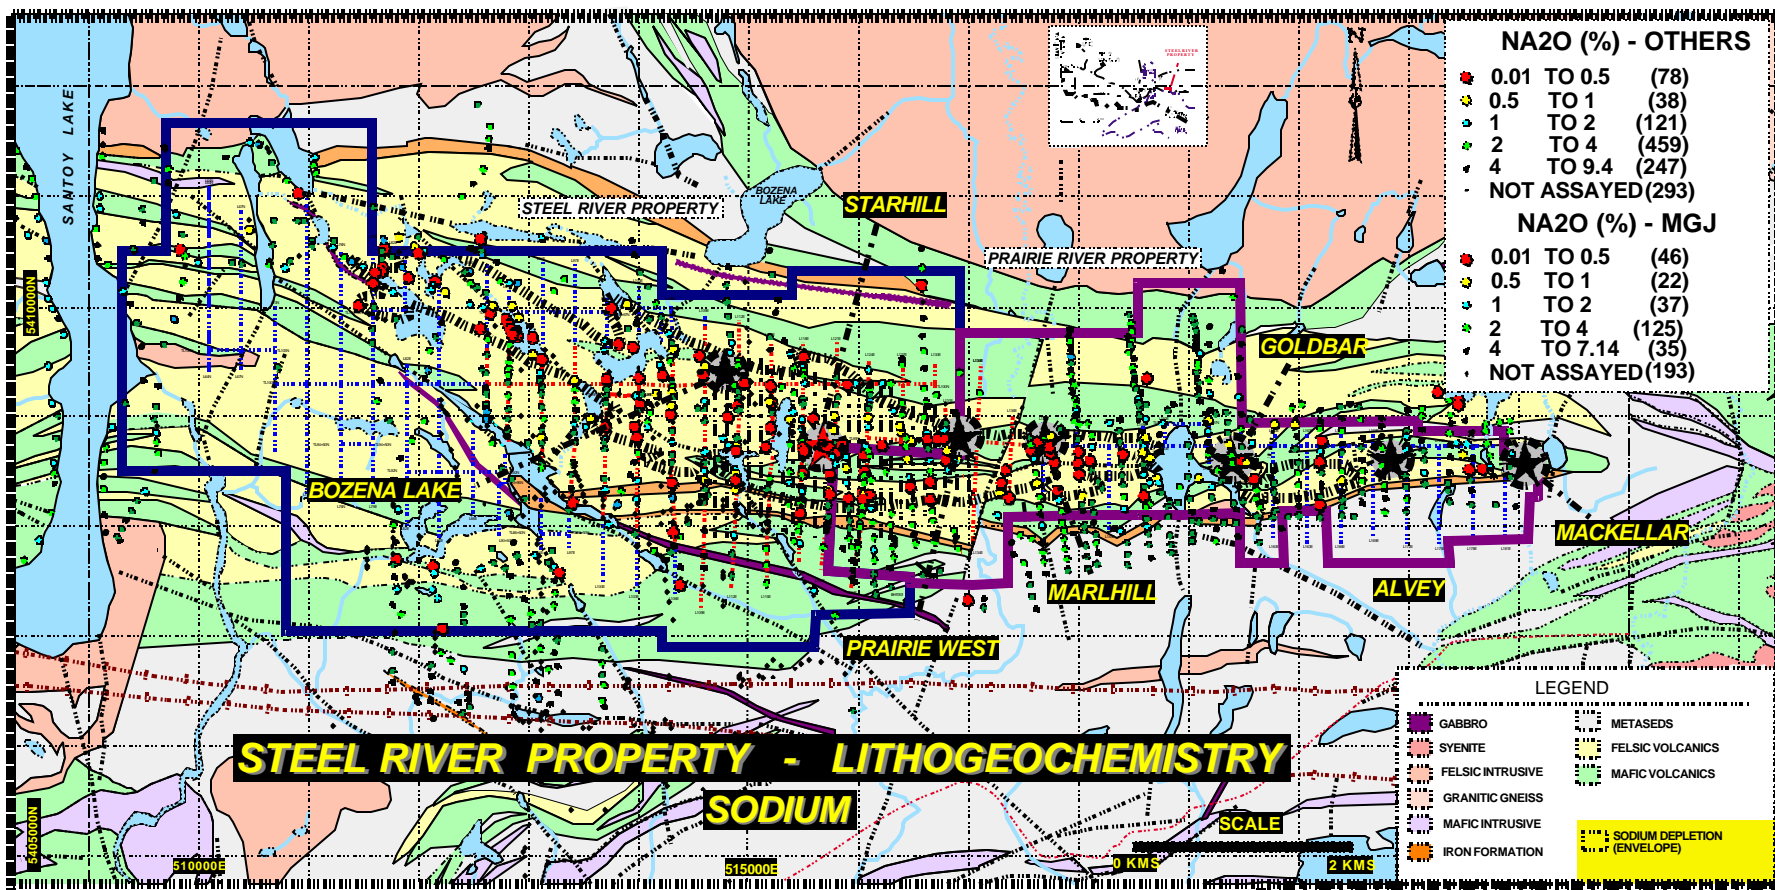 NA2O (%) - OTHERS
0.01 TO 0.5 (78)
0.5 TO 1 (38)
1 TO 2 (121)
2 TO 4 (459)
4 TO 9.4 (247)
NOT ASSAYED (293)
NA2O (%) - MGJ
0.01 TO 0.5 (46)
0.5 TO 1 (22)
1 TO 2 (37)
2 TO 4 (125)
4 TO 7.14 (35)
NOT ASSAYED (193)
STEELRIVER
PROPERTY
SANTOY LAKE
BOZENA
LAKE
STEEL RIVER PROPERTY
STARHILL
PRAIRIE RIVER PROPERTY
5410000N
GOLDBAR
BOZENA LAKE
MACKELLAR
MARLHILL
ALVEY
PRAIRIE WEST
STEEL RIVER PROPERTY - LITHOGEOCHEMISTRY
SODIUM
5405000N
510000E
515000E
SCALE
0 KMS
2 KMS
LEGEND
GABBRO
SYENITE
FELSIC INTRUSIVE
GRANITIC GNEISS
MAFIC INTRUSIVE
IRON FORMATION
METASEDS
FELSIC VOLCANICS
MAFIC VOLCANICS
SODIUM DEPLETION
(ENVELOPE)